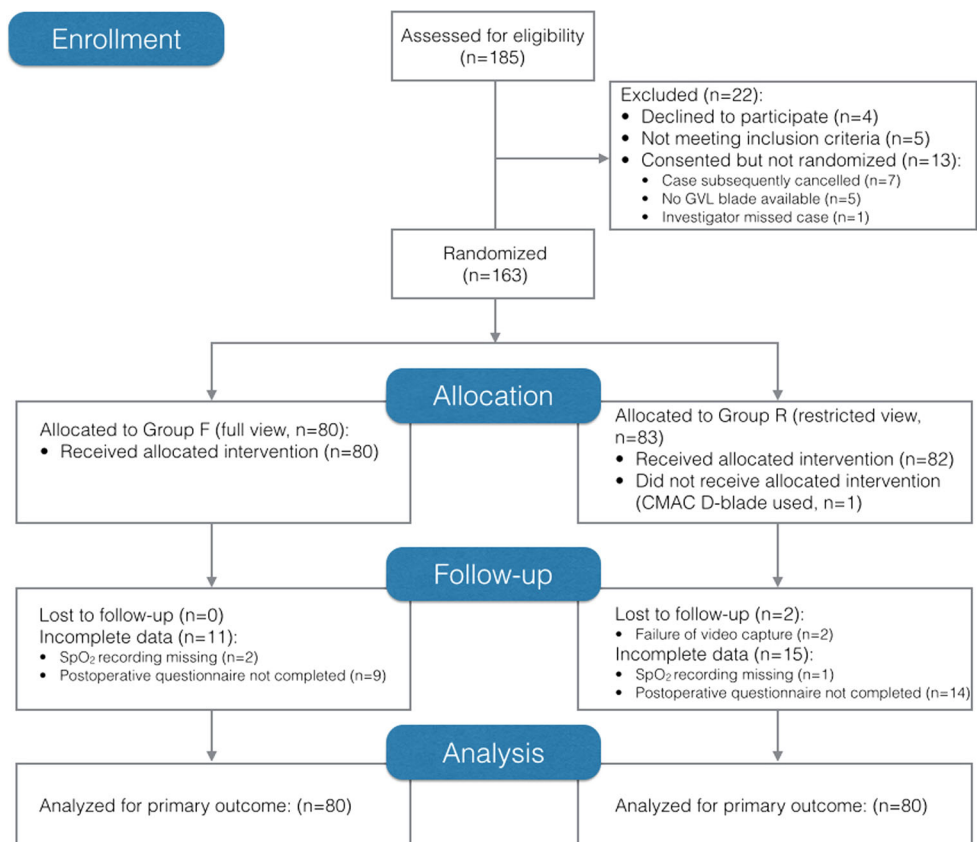 Enrollment
Assessed for eligibility
(n=185)
Excluded (n=22):
• Declined to participate (n=4)
• Not meeting inclusion criteria (n=5)
• Consented but not randomized (n=13):
• Case subsequently cancelled (n=7)
• No GVL blade available (n=5)
• Investigator missed case (n=1)
Randomized
(n=163)
Allocation
Allocated to Group F (full view, n=80):
• Received allocated intervention (n=80)
Allocated to Group R (restricted view,
n=83)
• Received allocated intervention (n=82)
• Did not receive allocated intervention
(CMAC D-blade used, n=1)
Follow-up
Lost to follow-up (n=0)
Incomplete data (n=11):
• SpO₂ recording missing (n=2)
• Postoperative questionnaire not completed (n=9)
Lost to follow-up (n=2):
• Failure of video capture (n=2)
Incomplete data (n=15):
• SpO₂ recording missing (n=1)
• Postoperative questionnaire not completed (n=14)
Analysis
Analyzed for primary outcome: (n=80)
Analyzed for primary outcome: (n=80)